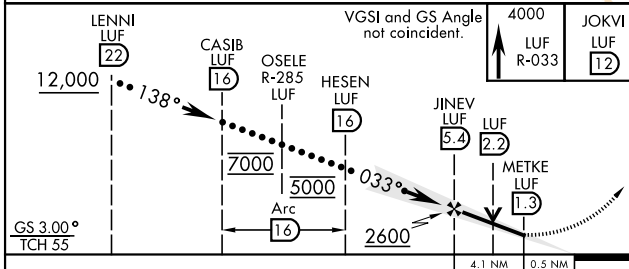 VGSI and GS Angle
not coincident.
4000
LUF
R-033
JOKVI
LUF
12
LENNI
LUF
22
CASIB
LUF
16
OSELE
R-285
LUF
HESEN
LUF
16
JINEV
LUF
5.4
LUF
2.2
METKE
LUF
1.3
12,000
138°
7000
5000
033°
2600
Arc
16
GS 3.00°
TCH 55
4.1 NM
0.5 NM